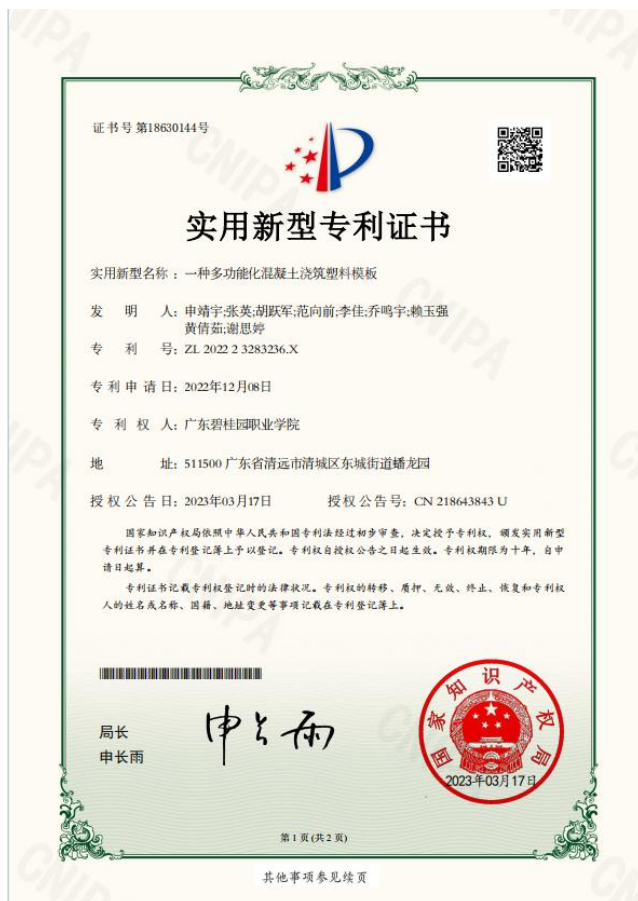 证书号第18630144号
实用新型专利证书
实用新型名称：一种多功能化混凝土浇筑塑料模板
发明人：申靖宇;张英;胡跃军;范向前;李佳;乔鸣宇;赖玉强
黄倩茹;谢思婷
专利号：ZL 2022 2 3283236.X
专利申请日：2022年12月08日
专利权人：广东碧桂园职业学院
地址：511500 广东省清远市清城区东城街道蟠龙园
授权公告日：2023年03月17日 授权公告号：CN 218643843 U
国家知识产权局依照中华人民共和国专利法经过初步审查，决定授予专利权，颁发实用新型
专利证书并在专利登记簿上予以登记。专利权自授权公告之日起生效。专利权期限为十年，自申
请日起算。
专利证书记载专利权登记时的法律状况。专利权的转移、质押、无效、终止、恢复和专利权
人的姓名或名称、国籍、地址变更等事项记载在专利登记簿上。
局长
申长雨
申长雨
国家知识产权局
2023年03月17日
第1页(共2页)
其他事项参见续页
CNIPA